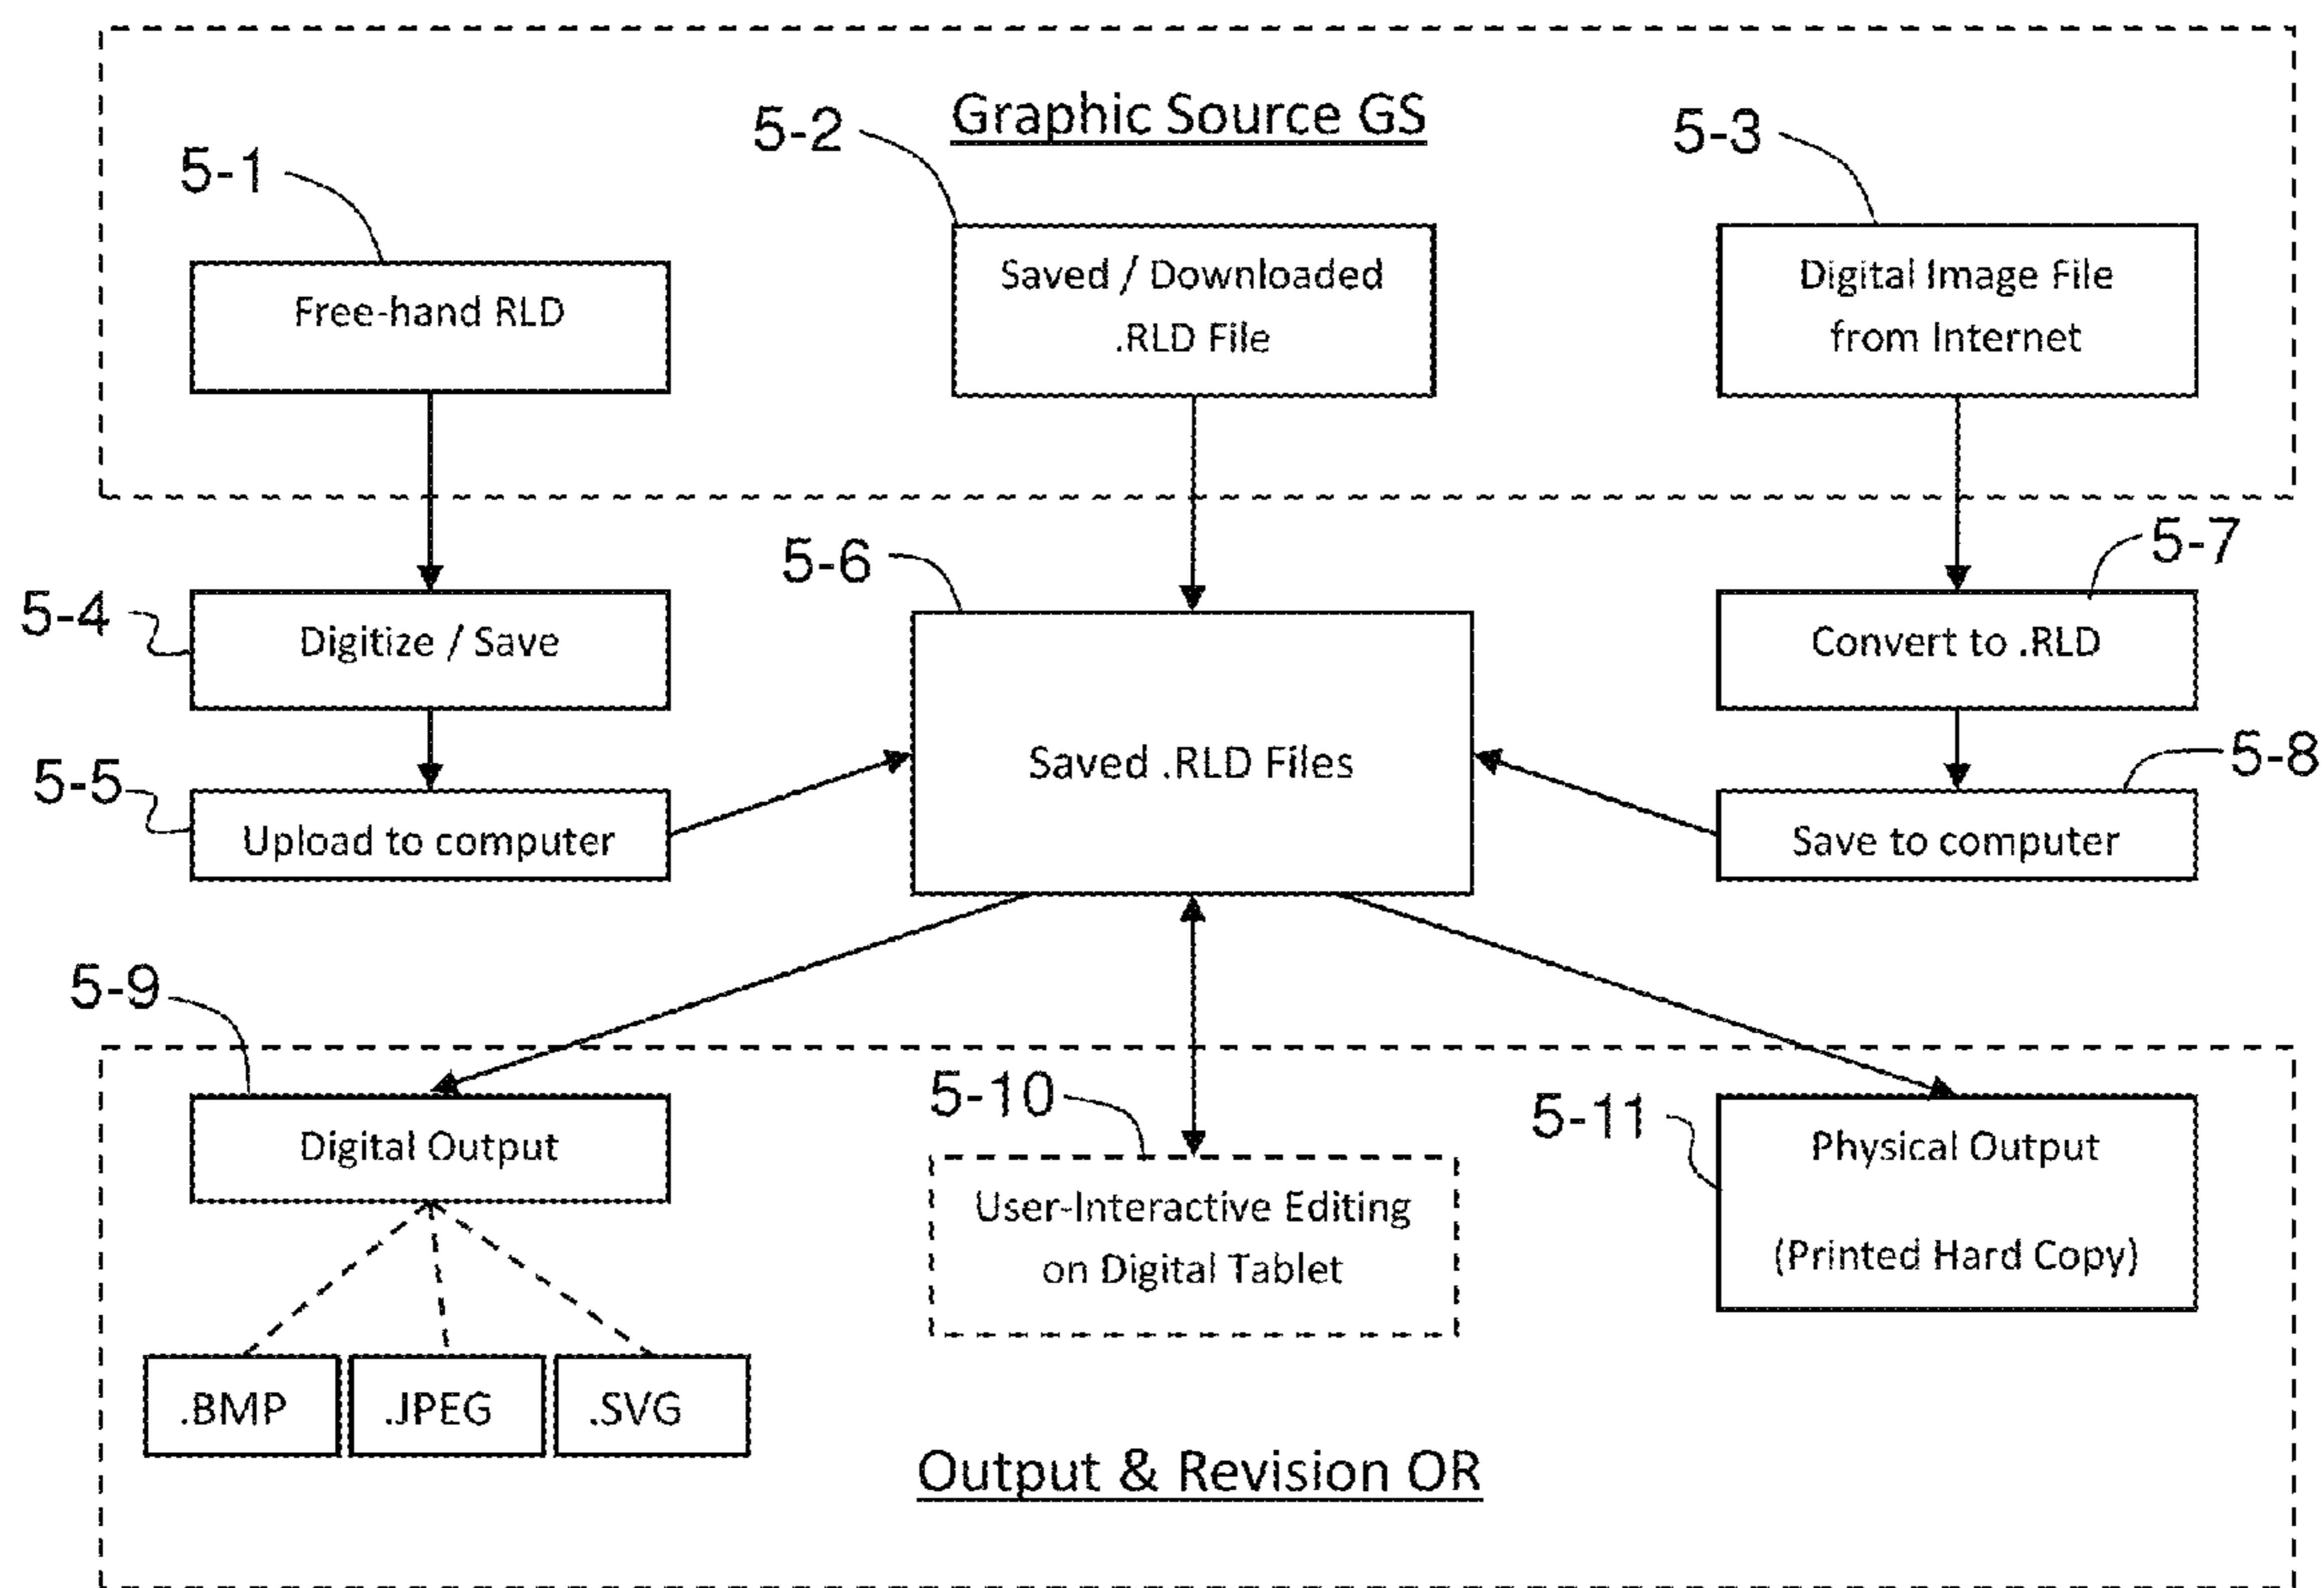 Graphic Source GS
5-1
5-2
5-3
Free-hand RLD
Saved / Downloaded
.RLD File
Digital Image File
from Internet
5-4
5-6
5-7
Digitize / Save
Convert to .RLD
5-5
Saved .RLD Files
5-8
Upload to computer
Save to computer
5-9
5-10
5-11
Digital Output
User-Interactive Editing
on Digital Tablet
Physical Output
(Printed Hard Copy)
.BMP
.JPEG
.SVG
Output & Revision OR